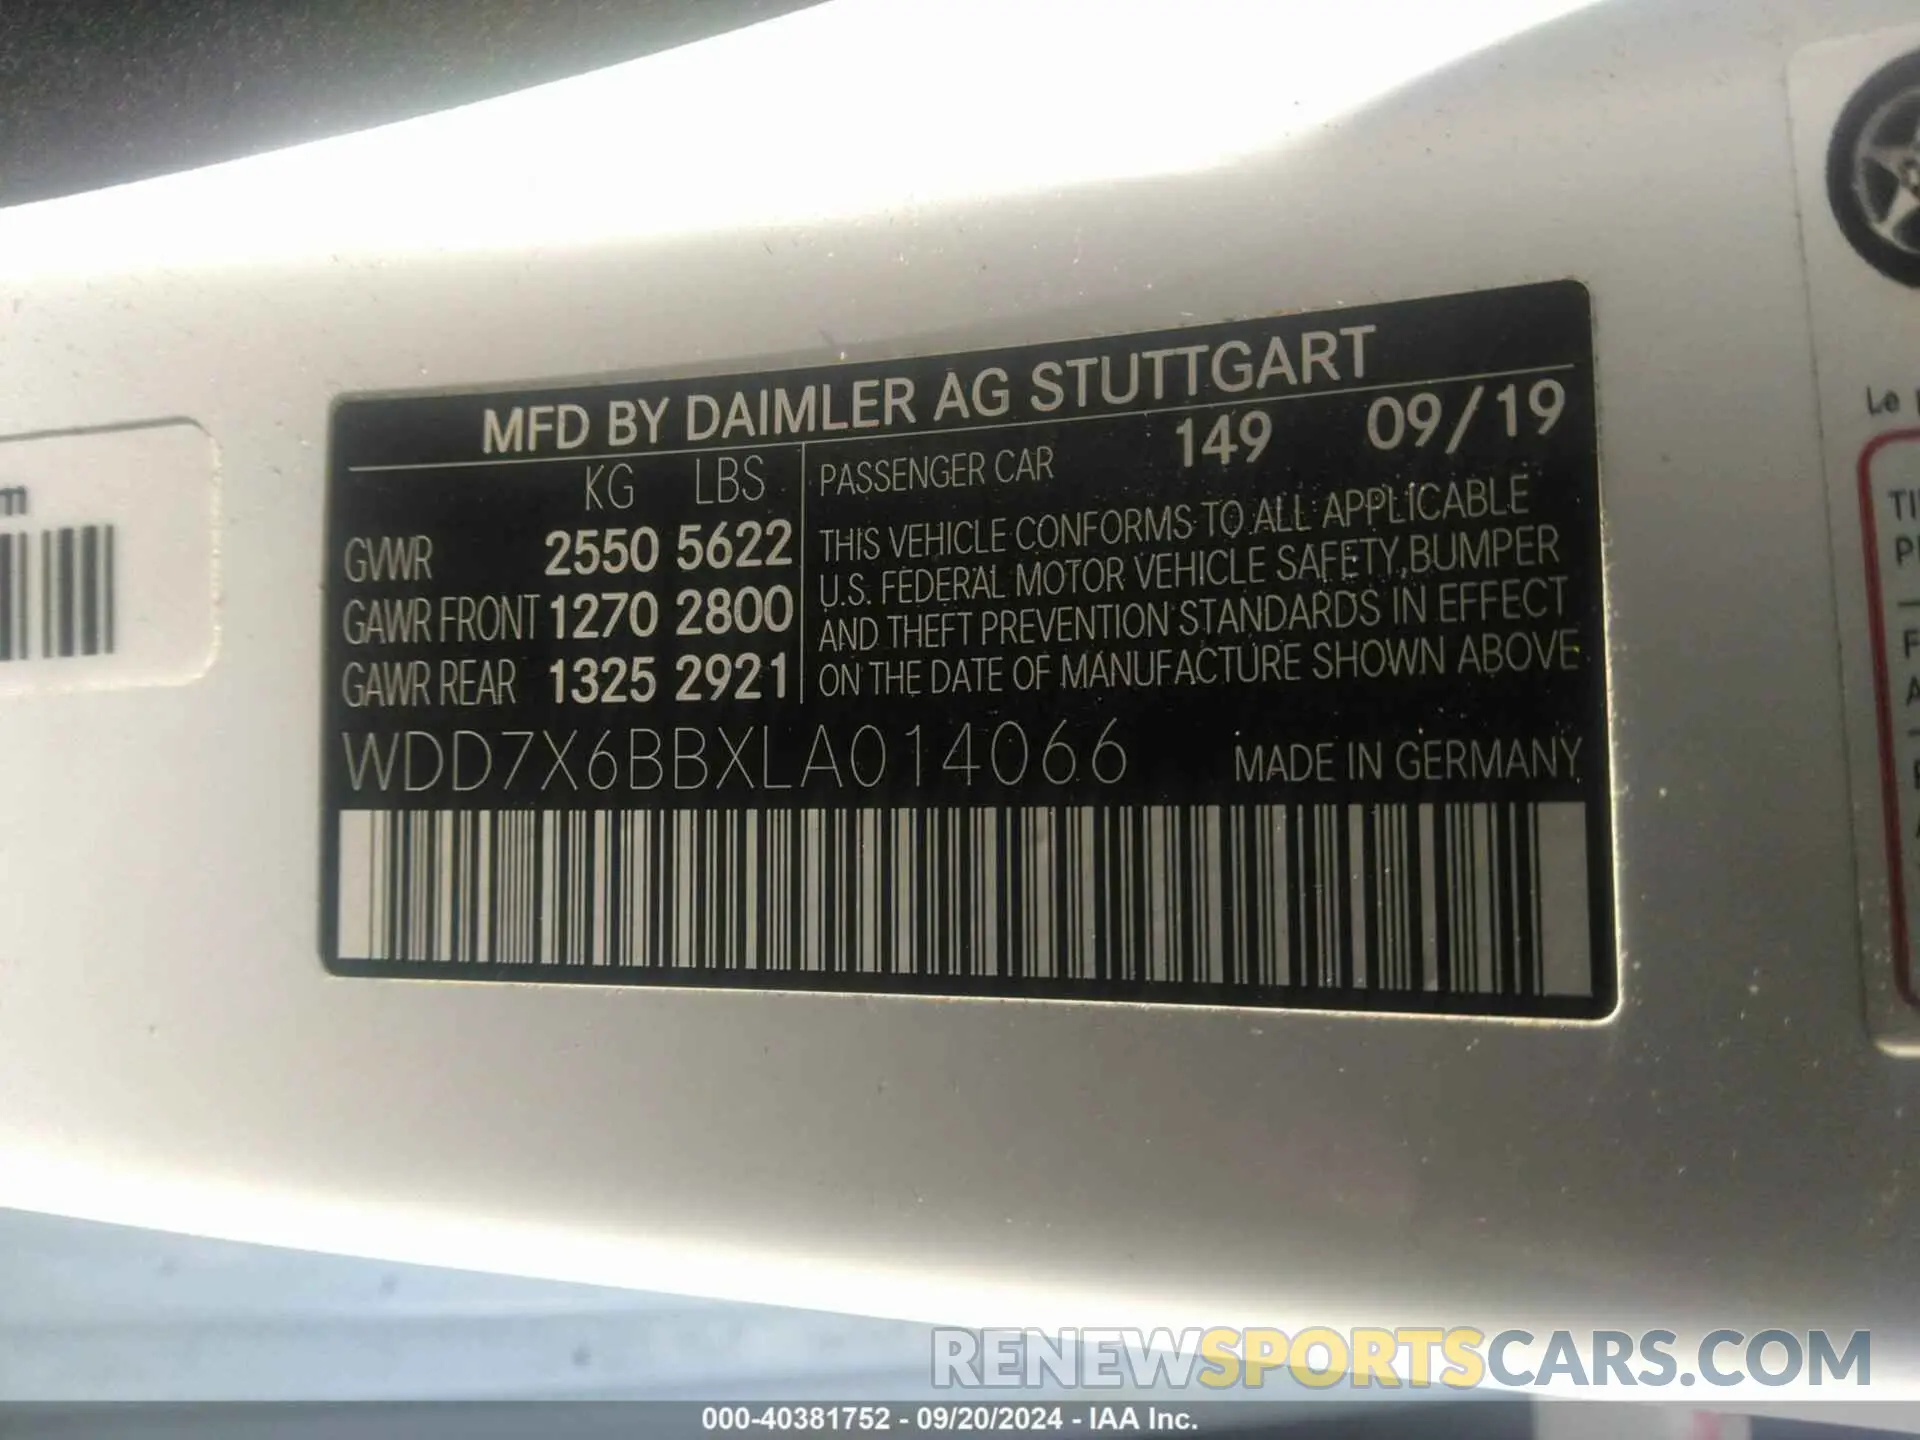 MFD BY DAIMLER AG STUTTGART
KG LBS
GVWR 2550 5622
GAWR FRONT 1270 2800
GAWR REAR 1325 2921
PASSENGER CAR 149 09/19
THIS VEHICLE CONFORMS TO ALL APPLICABLE
U.S. FEDERAL MOTOR VEHICLE SAFETY, BUMPER
AND THEFT PREVENTION STANDARDS IN EFFECT
ON THE DATE OF MANUFACTURE SHOWN ABOVE
WDD7X6BBXLA014066 MADE IN GERMANY
Le
RENEWSPORTSCARS.COM
000-40381752 - 09/20/2024 - IAA Inc.